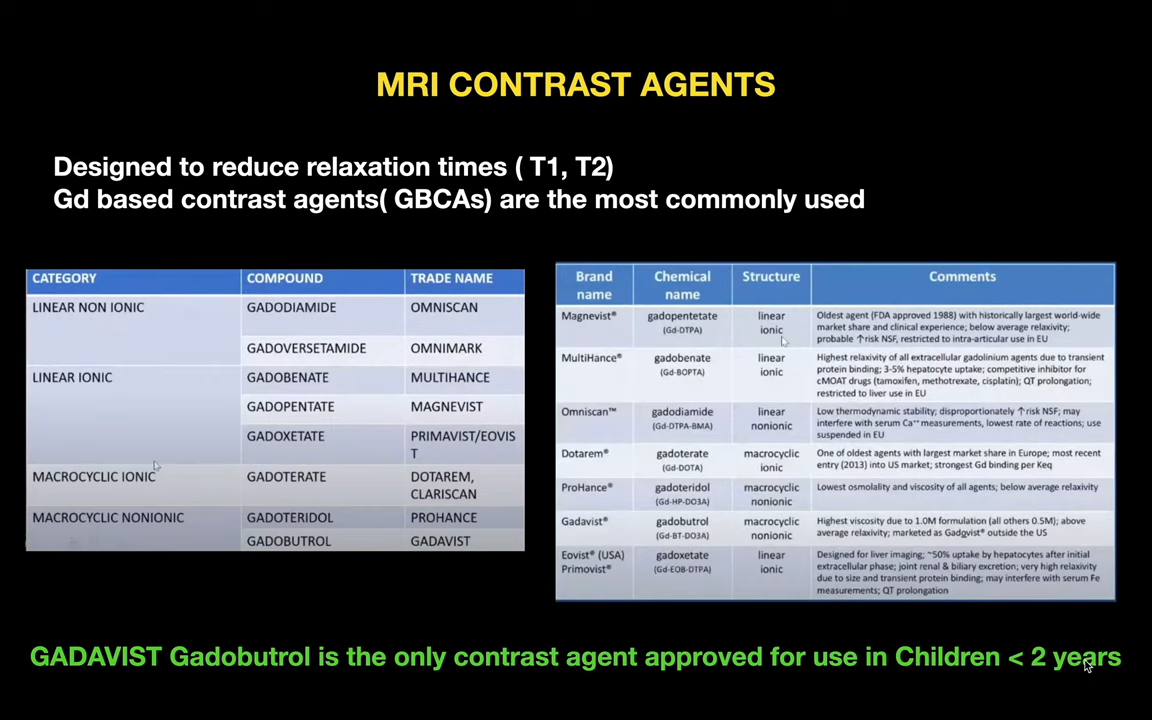 MRI CONTRAST AGENTS
Designed to reduce relaxation times ( T1, T2)
Gd based contrast agents( GBCAs) are the most commonly used
CATEGORY COMPOUND TRADE NAME
LINEAR NON IONIC GADODIAMIDE OMNISCAN
GADOVERSETAMIDE OMNIMARK
LINEAR IONIC GADOBENATE MULTIHANCE
GADOPENTATE MAGNEVIST
GADOXETATE PRIMAVIST/EOVIS
T
MACROCYCLIC IONIC GADOTERATE DOTAREM,
CLARISCAN
MACROCYCLIC NONIONIC GADOTERIDOL PROHANCE
GADOBUTROL GADAVIST
Brand Chemical Structure Comments
name name
Magnevist® gadopentetate linear Oldest agent (FDA approved 1988) with historically largest world-wide
(Gd-DTPA) ionic market share and clinical experience; below average relaxivity;
probable ↑risk NSF, restricted to intra-articular use in EU
MultiHance® gadobenate linear Highest relaxivity of all extracellular gadolinium agents due to transient
(Gd-BOPTA) ionic protein binding; 3-5% hepatocyte uptake; competitive inhibitor for
cMOAT drugs (tamoxifen, methotrexate, cisplatin); QT prolongation;
restricted to liver use in EU
Omniscan™ gadodiamide linear Low thermodynamic stability; disproportionately ↑risk NSF; may
(Gd-DTPA-BMA) nonionic interfere with serum Ca⁺⁺ measurements, lowest rate of reactions; use
suspended in EU
Dotarem® gadoterate macrocyclic One of oldest agents with largest market share in Europe; most recent
(Gd-DOTA) ionic entry (2013) into US market; strongest Gd binding per Keq
ProHance® gadoteridol macrocyclic Lowest osmolality and viscosity of all agents; below average relaxivity
(Gd-HP-DO3A) nonionic
Gadavist® gadobutrol macrocyclic Highest viscosity due to 1.0M formulation (all others 0.5M); above
(Gd-BT-DO3A) nonionic average relaxivity; marketed as Gadovist® outside the US
Eovist® (USA) gadoxetate linear Designed for liver imaging; ~50% uptake by hepatocytes after initial
Primovist® (Gd-EOB-DTPA) ionic extracellular phase; joint renal & biliary excretion; very high relaxivity
due to size and transient protein binding; may interfere with serum Fe
measurements; QT prolongation
GADAVIST Gadobutrol is the only contrast agent approved for use in Children < 2 years